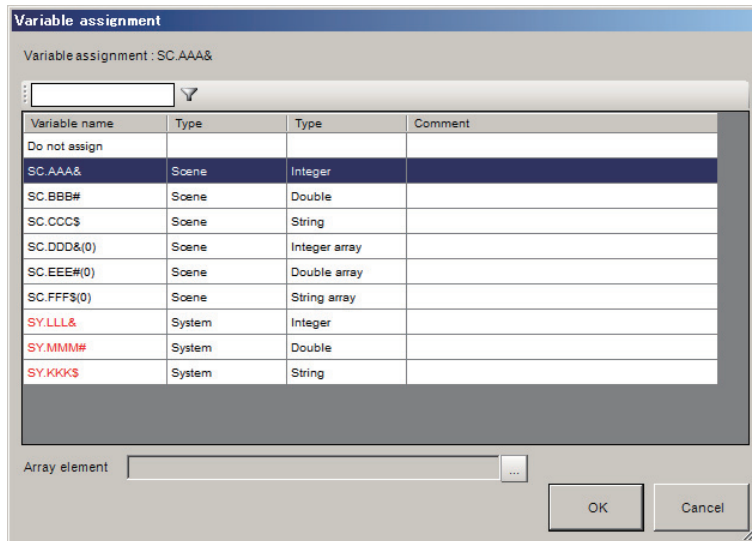 Variable assignment
Variable assignment : SC.AAA&
Variable name Type Type Comment
Do not assign
SC.AAA& Scene Integer
SC.BBB# Scene Double
SC.CCC$ Scene String
SC.DDD&(0) Scene Integer array
SC.EEE#(0) Scene Double array
SC.FFF$(0) Scene String array
SY.LLL& System Integer
SY.MMM# System Double
SY.KKK$ System String
Array element ...
OK Cancel